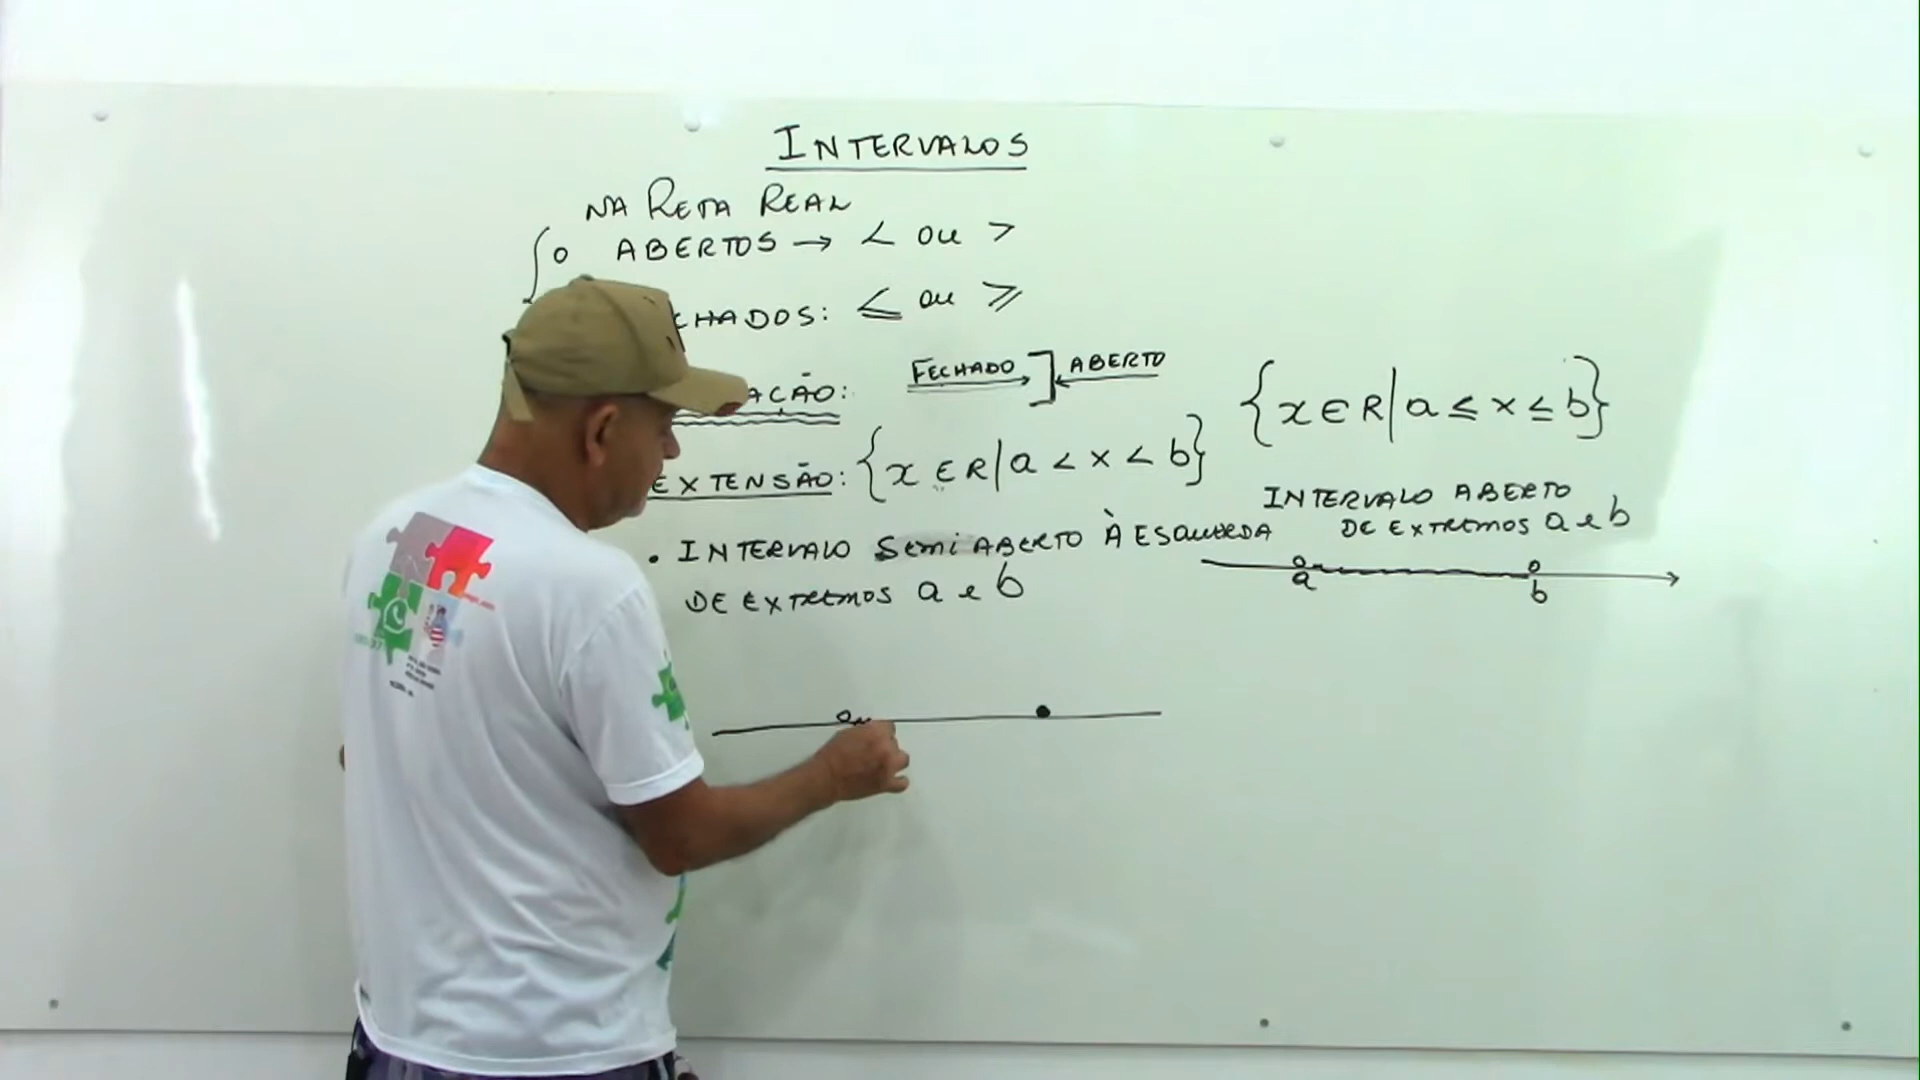 INTERVALOS
NA RETA REAL
O ABERTOS → < ou >
CHADOS: ≤ ou ≥
AÇÃO: FECHADO ] ABERTO
EXTENSÃO: {x ∈ R | a < x < b}
{x ∈ R | a ≤ x ≤ b}
INTERVALO ABERTO
DE EXTREMOS a e b
a b
• INTERVALO SEMI ABERTO À ESQUERDA
DE EXTREMOS a e b